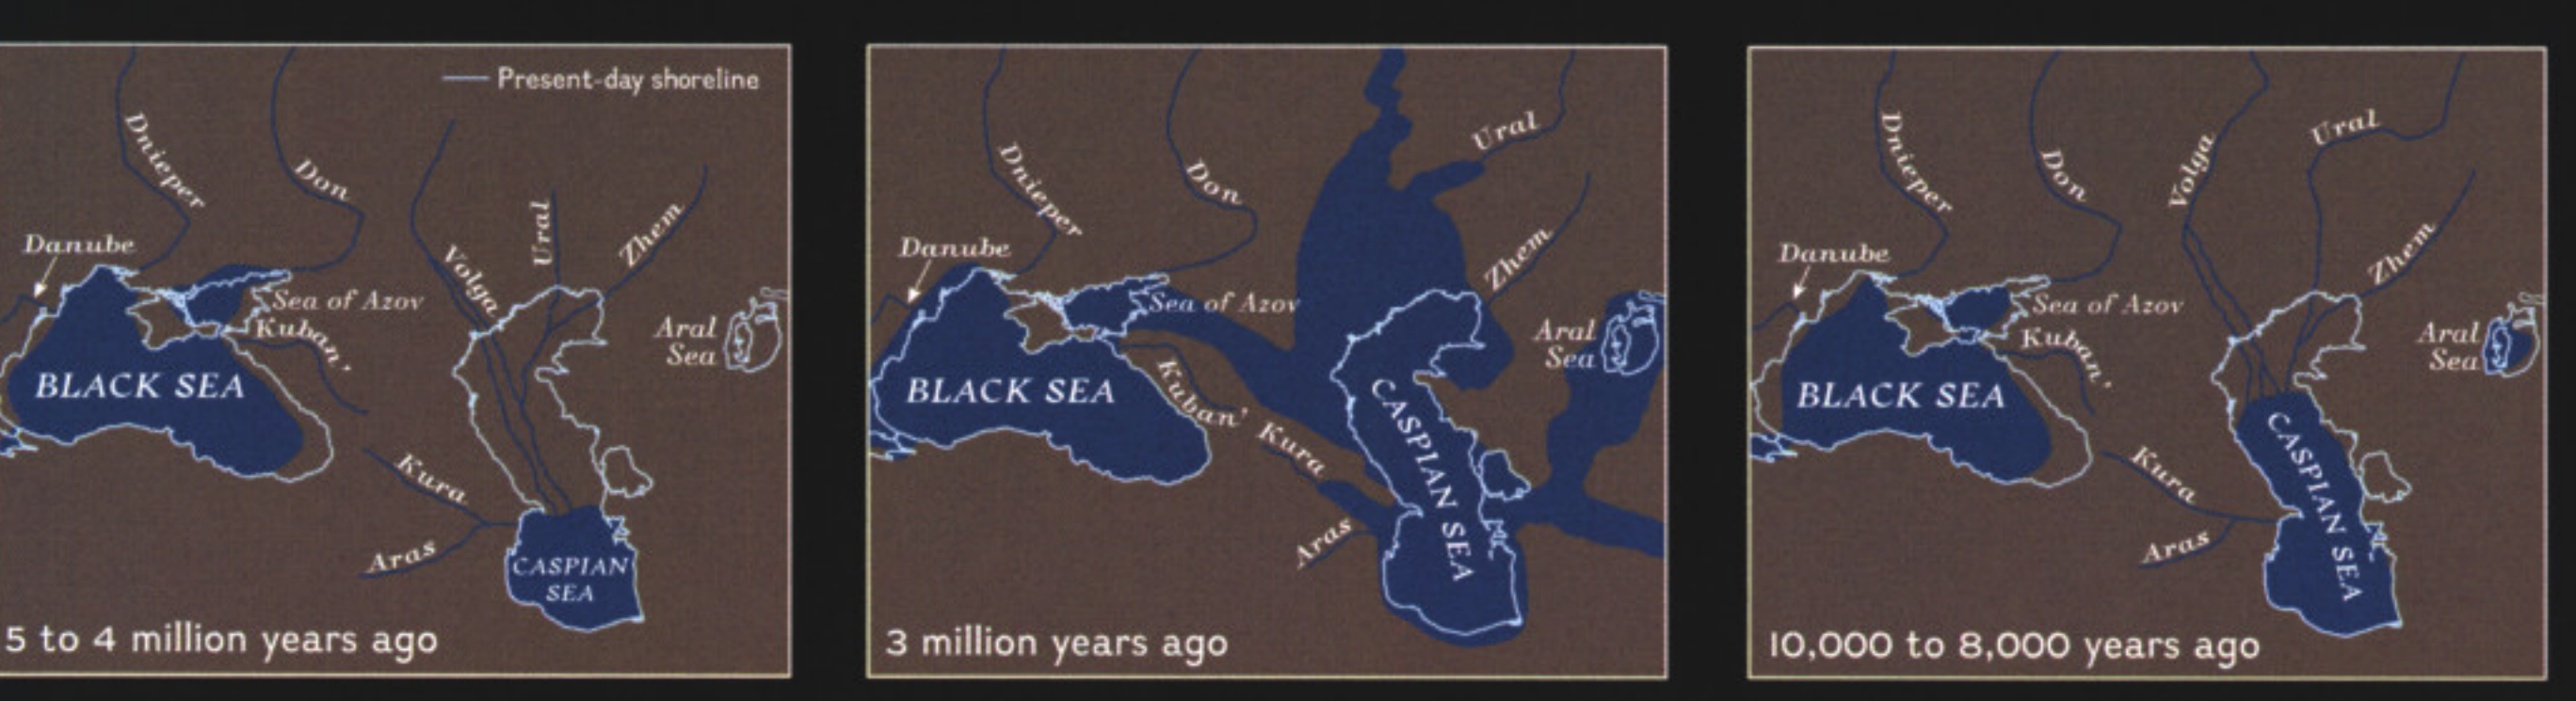 Present-day shoreline
Dnieper
Don
Danube
Volga
Ural
Zhem
Sea of Azov
Kuban'
Aral
Sea
BLACK SEA
Kura
Aras
CASPIAN
SEA
5 to 4 million years ago
Ural
Dnieper
Don
Danube
Zhem
Sea of Azov
Aral
Sea
BLACK SEA
Kuban'
Kura
CASPIAN SEA
Aras
3 million years ago
Dnieper
Don
Volga
Ural
Danube
Zhem
Sea of Azov
Kuban'
Aral
Sea
BLACK SEA
Kura
CASPIAN SEA
Aras
10,000 to 8,000 years ago